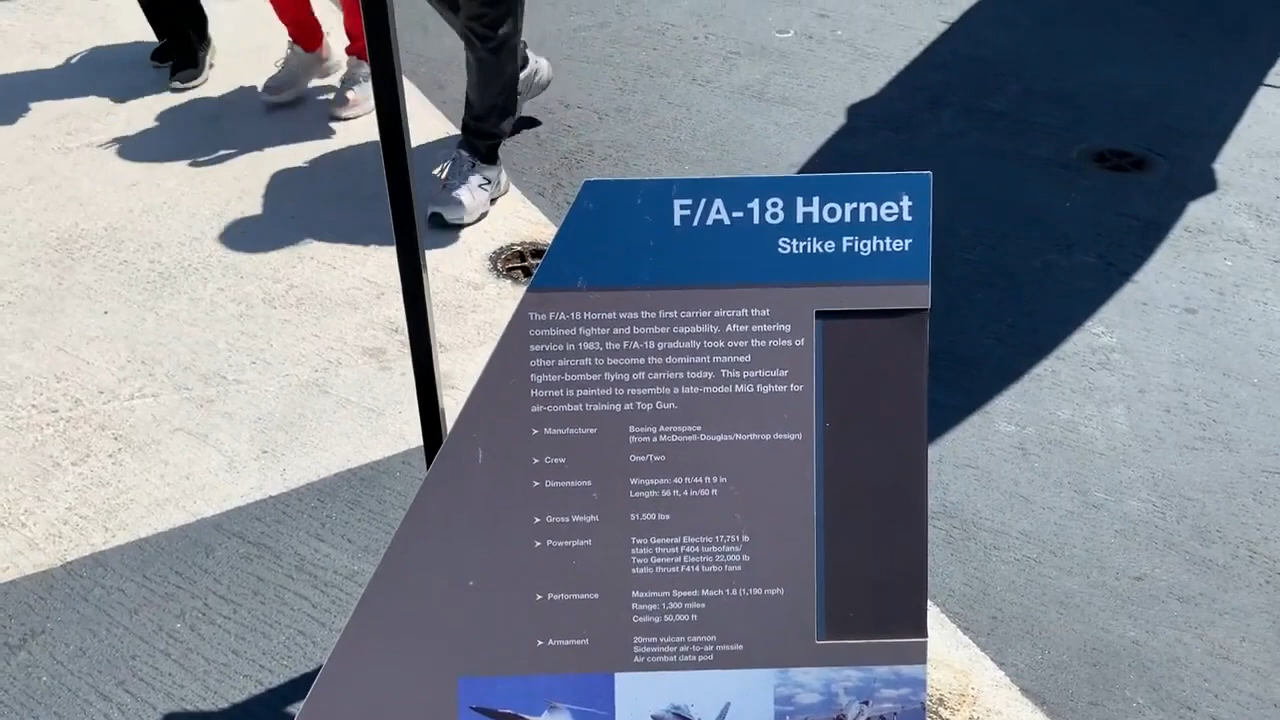 F/A-18 Hornet
Strike Fighter
The F/A-18 Hornet was the first carrier aircraft that
combined fighter and bomber capability. After entering
service in 1983, the F/A-18 gradually took over the roles of
other aircraft to become the dominant manned
fighter-bomber flying off carriers today. This particular
Hornet is painted to resemble a late-model MiG fighter for
air-combat training at Top Gun.
➤ Manufacturer Boeing Aerospace
(from a McDonell-Douglas/Northrop design)
➤ Crew One/Two
➤ Dimensions Wingspan: 40 ft/44 ft 9 in
Length: 56 ft, 4 in/60 ft
➤ Gross Weight 51,500 lbs
➤ Powerplant Two General Electric 17,751 lb
static thrust F404 turbofans/
Two General Electric 22,000 lb
static thrust F414 turbo fans
➤ Performance Maximum Speed: Mach 1.8 (1,190 mph)
Range: 1,300 miles
Ceiling: 50,000 ft
➤ Armament 20mm vulcan cannon
Sidewinder air-to-air missile
Air combat data pod
N